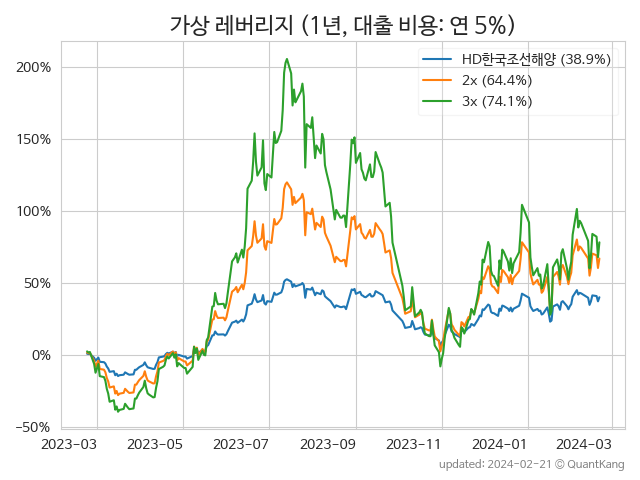 가상 레버리지 (1년, 대출 비용: 연 5%)
HD한국조선해양 (38.9%)
2x (64.4%)
3x (74.1%)
200%
150%
100%
50%
0%
−50%
2023-03 2023-05 2023-07 2023-09 2023-11 2024-01 2024-03
updated: 2024-02-21 © QuantKang